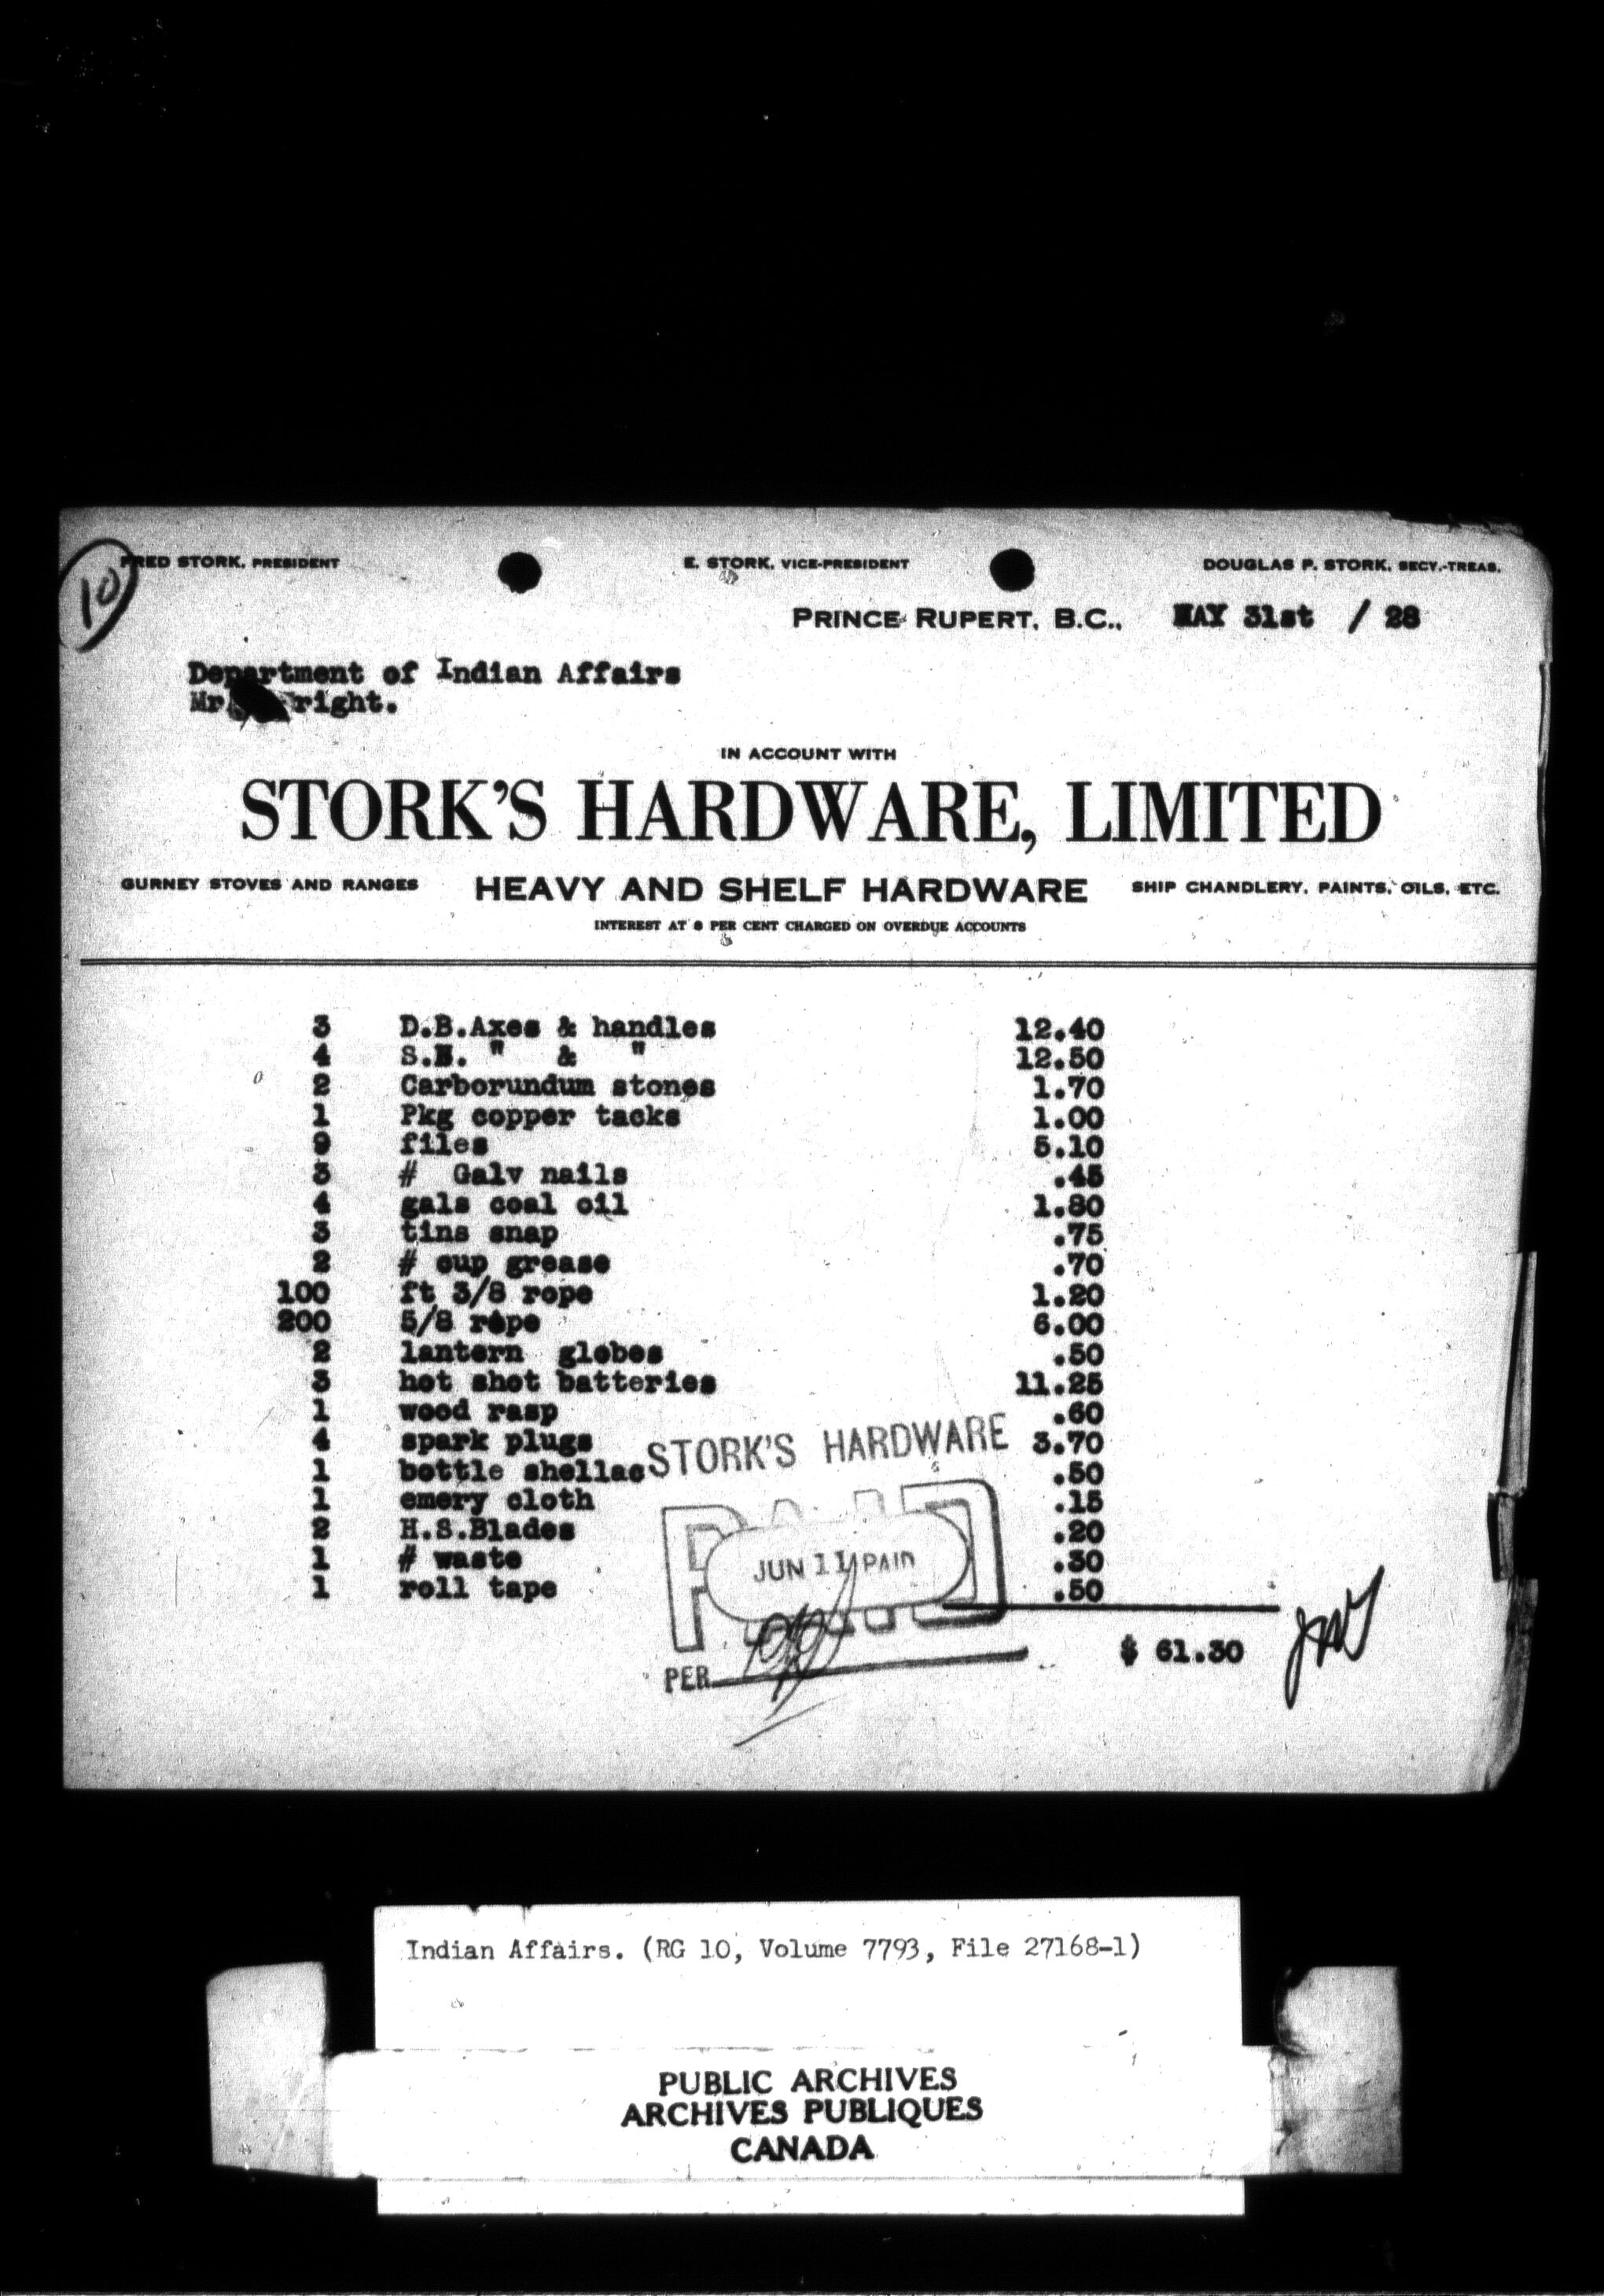 10
FRED STORK, PRESIDENT E. STORK, VICE-PRESIDENT DOUGLAS P. STORK, SECY.-TREAS.
PRINCE RUPERT, B.C., MAY 31st / 28
Department of Indian Affairs
Mr right.
IN ACCOUNT WITH
STORK'S HARDWARE, LIMITED
GURNEY STOVES AND RANGES HEAVY AND SHELF HARDWARE SHIP CHANDLERY, PAINTS, OILS, ETC.
INTEREST AT 8 PER CENT CHARGED ON OVERDUE ACCOUNTS
3 D.B.Axes & handles 12.40
4 S.B. " & " 12.50
2 Carborundum stones 1.70
1 Pkg copper tacks 1.00
9 files 5.10
3 # Galv nails .45
4 gals coal oil 1.80
3 tins snap .75
2 # cup grease .70
100 ft 3/8 rope 1.20
200 5/8 rope 6.00
2 lantern globes .50
3 hot shot batteries 11.25
1 wood rasp .60
4 spark plugs 3.70
1 bottle shellac .50
1 emery cloth .15
2 H.S.Blades .20
1 # waste .30
1 roll tape .50
STORK'S HARDWARE
PAID
JUN 11 PAID
PER
$ 61.30
Indian Affairs. (RG 10, Volume 7793, File 27168-1)
PUBLIC ARCHIVES
ARCHIVES PUBLIQUES
CANADA